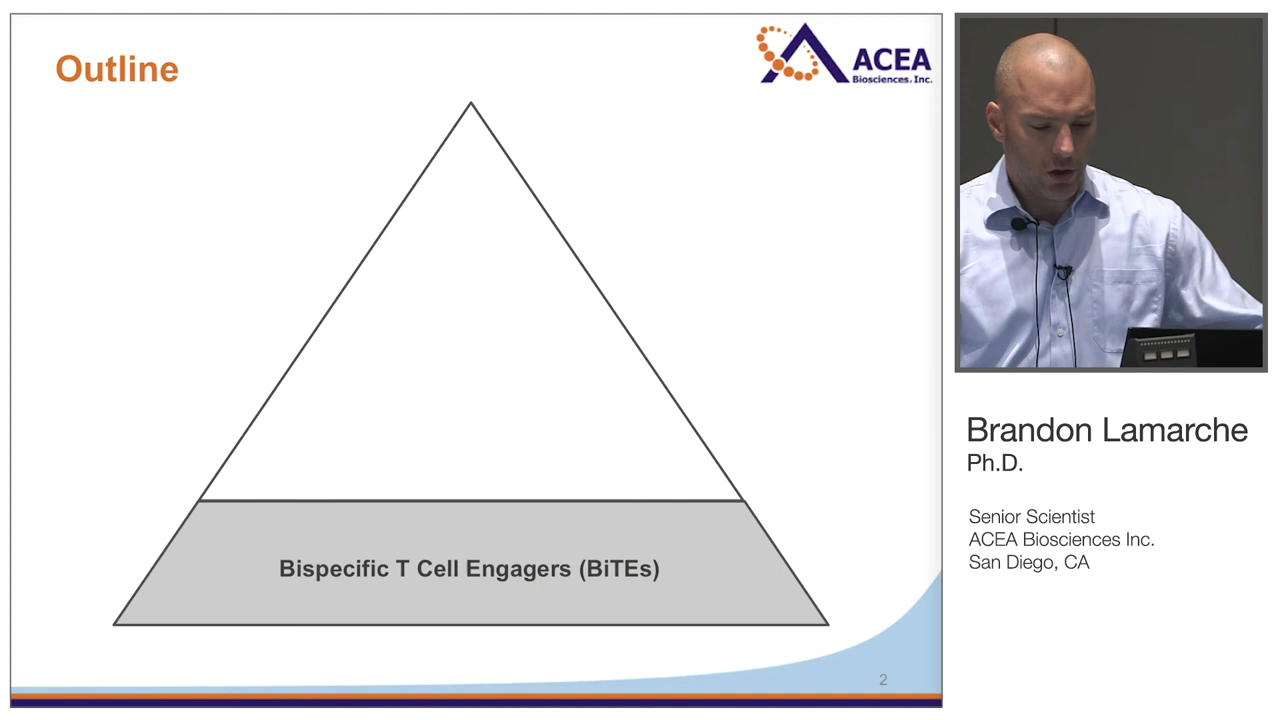 Outline
ACEA
Biosciences, Inc.
Bispecific T Cell Engagers (BiTEs)
2
Brandon Lamarche
Ph.D.
Senior Scientist
ACEA Biosciences Inc.
San Diego, CA